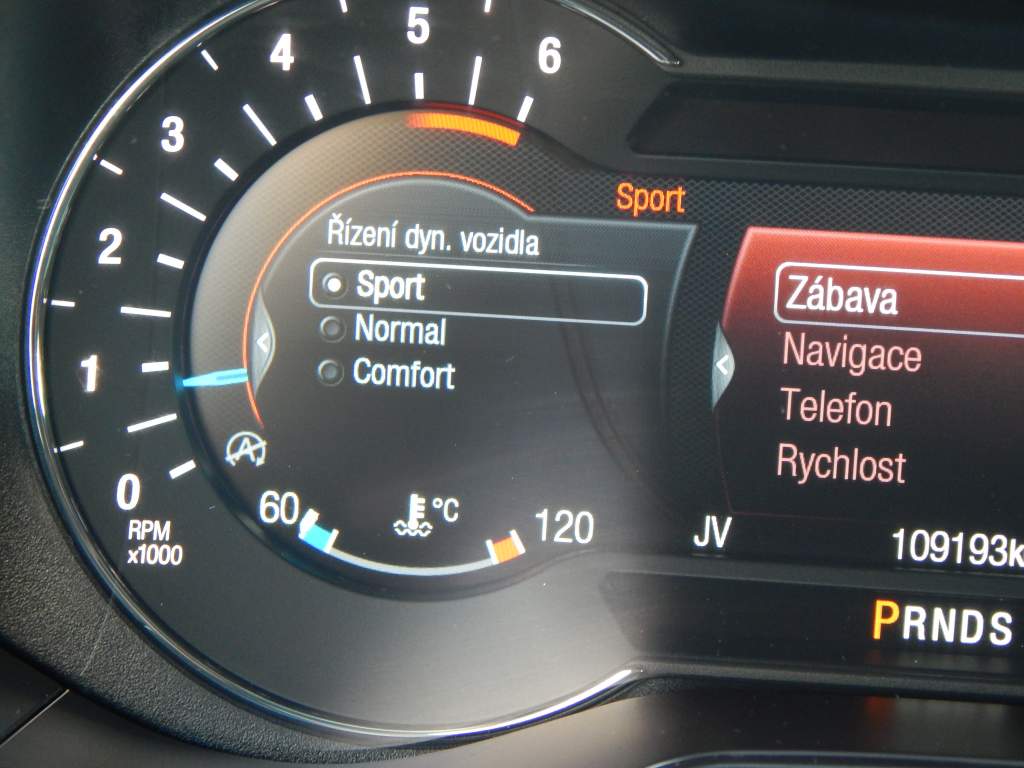 6
5
4
3
2
1
0
RPM
x1000
Sport
Řízení dyn. vozidla
Sport
Normal
Comfort
A
60
°C
120
Zábava
Navigace
Telefon
Rychlost
JV
109193k
PRNDS